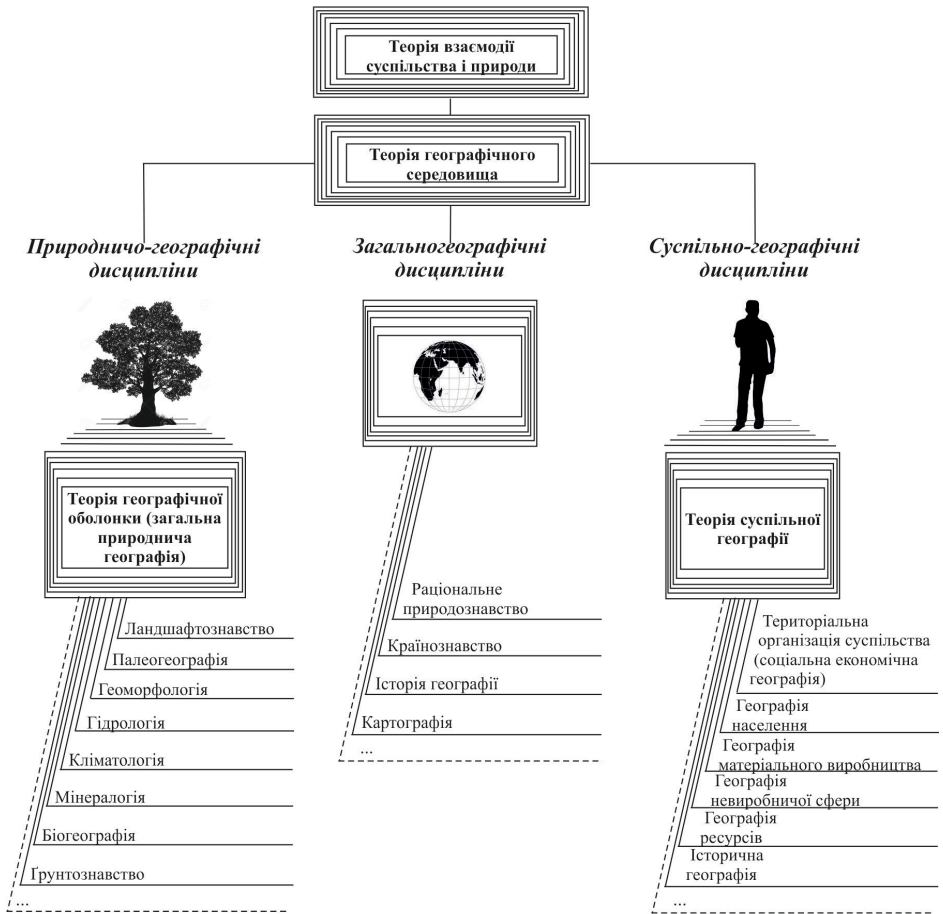 Теорія взаємодії
суспільства і природи
Теорія географічного
середовища
Природничо-географічні
дисципліни
Загальногеографічні
дисципліни
Суспільно-географічні
дисципліни
Теорія географічної
оболонки (загальна
природнича
географія)
Ландшафтознавство
Палеогеографія
Геоморфологія
Гідрологія
Кліматологія
Мінералогія
Біогеографія
Ґрунтознавство
...
Раціональне
природознавство
Країнознавство
Історія географії
Картографія
...
Теорія суспільної
географії
Територіальна
організація суспільства
(соціальна економічна
географія)
Географія
населення
Географія
матеріального виробництва
Географія
невиробничої сфери
Географія
ресурсів
Історична
географія
...